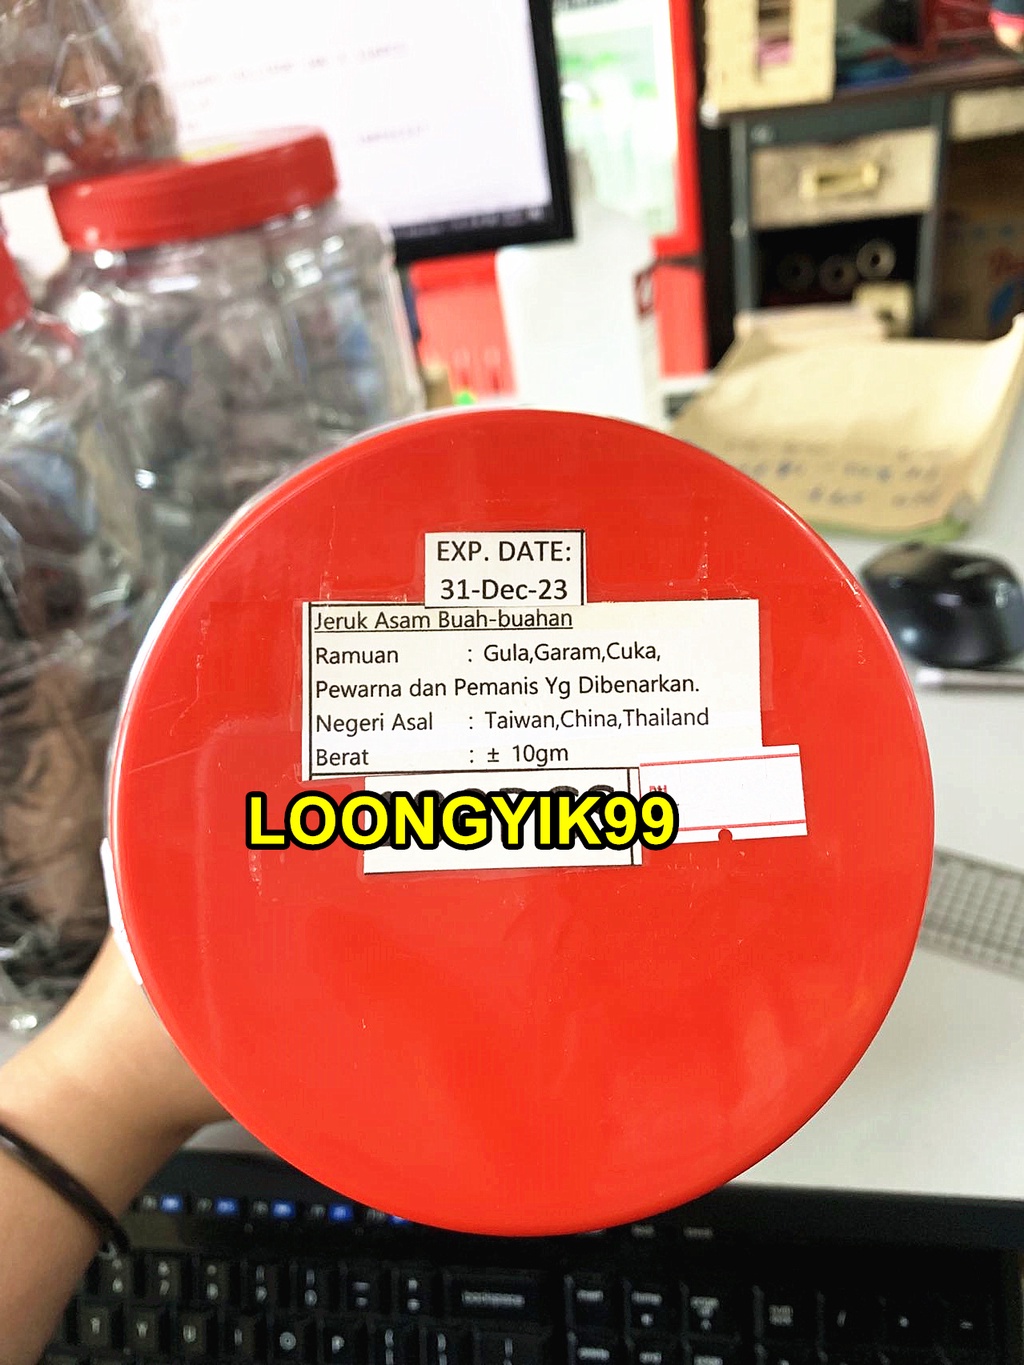 EXP. DATE:
31-Dec-23
Jeruk Asam Buah-buahan
Ramuan : Gula,Garam,Cuka,
Pewarna dan Pemanis Yg Dibenarkan.
Negeri Asal : Taiwan,China,Thailand
Berat : ± 10gm
LOONGYIK99